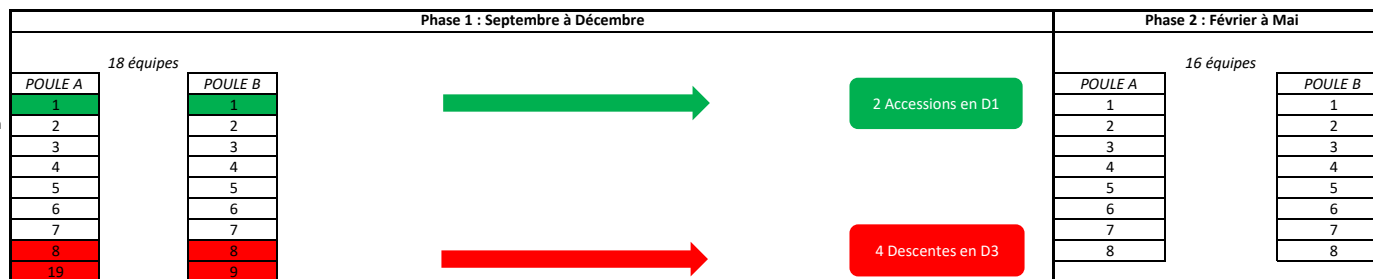 Phase 1 : Septembre à Décembre Phase 2 : Février à Mai
18 équipes 16 équipes
POULE A POULE B POULE A POULE B
1 1 2 Accessions en D1 1 1
2 2 2 2
3 3 3 3
4 4 4 4
5 5 5 5
6 6 6 6
7 7 7 7
8 8 4 Descentes en D3 8 8
19 9